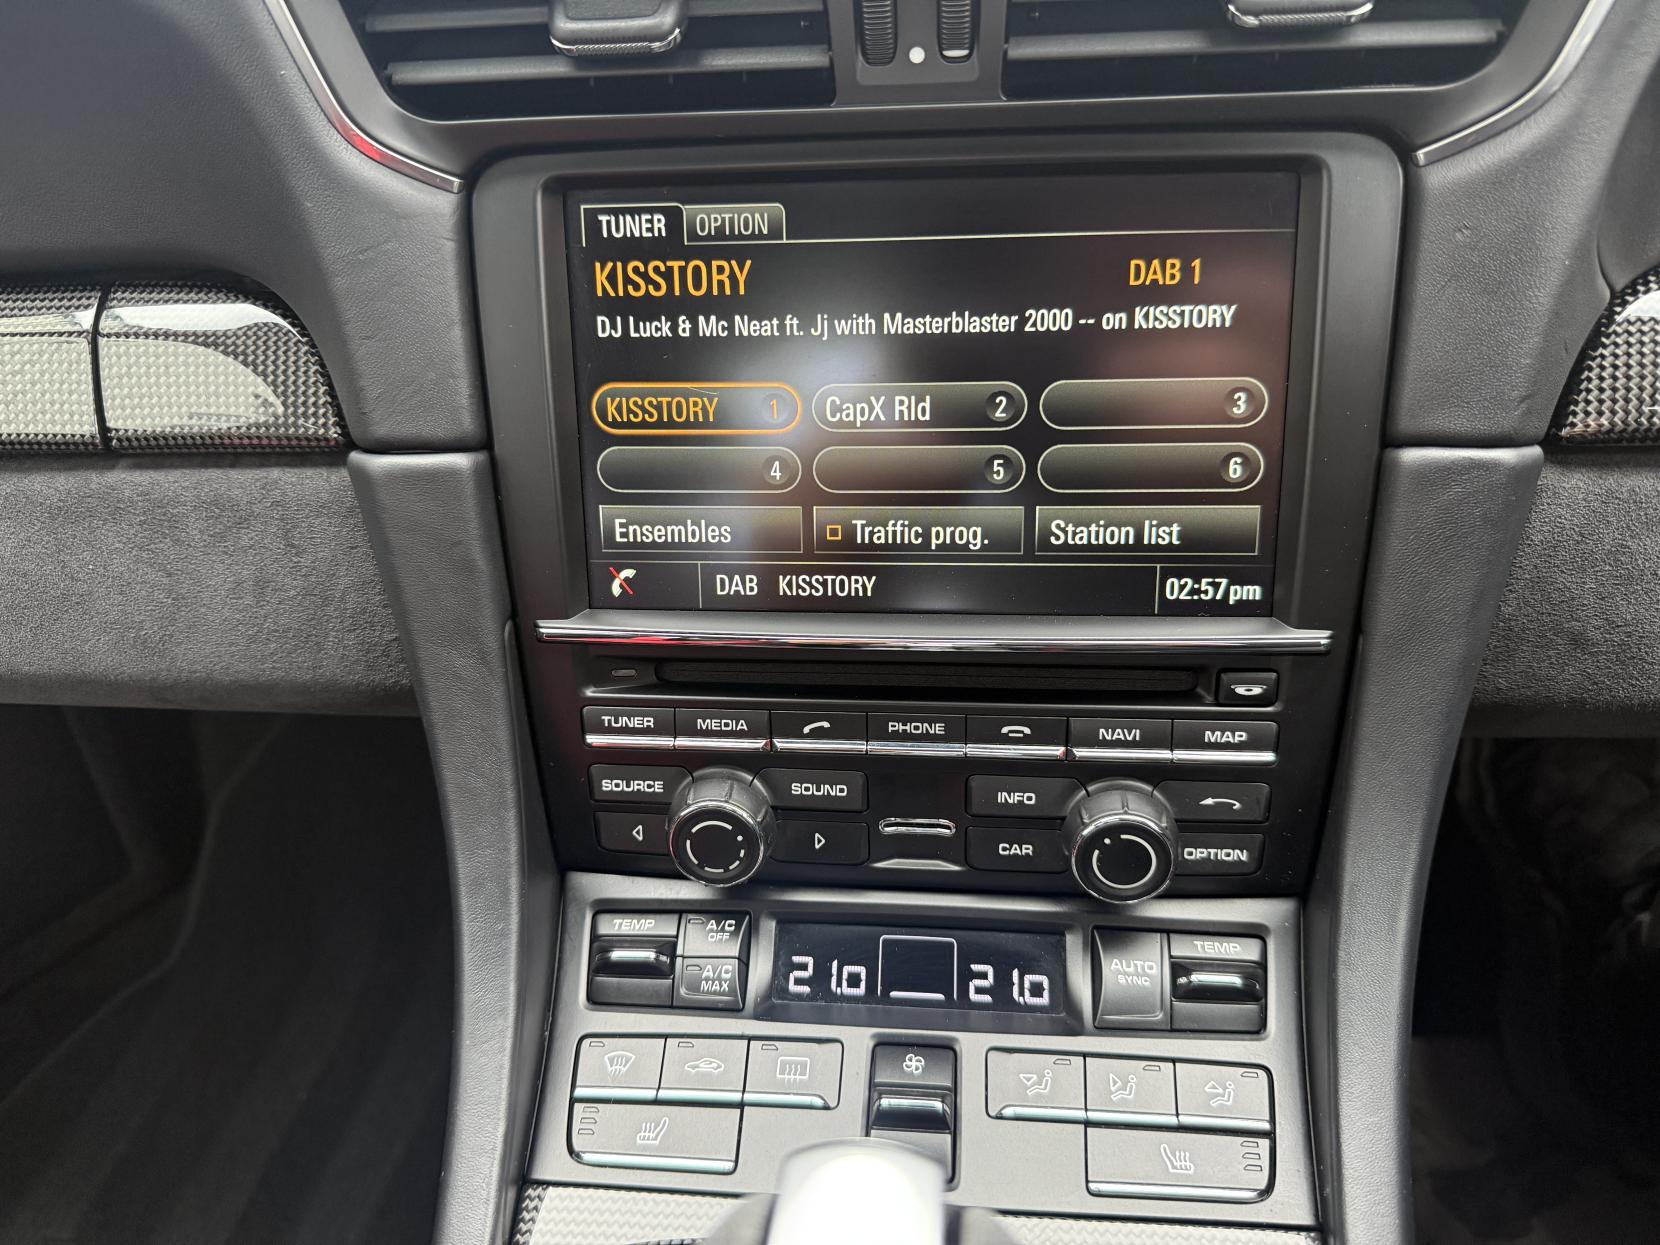 TUNER OPTION
KISSTORY DAB 1
DJ Luck & Mc Neat ft. Jj with Masterblaster 2000 -- on KISSTORY
KISSTORY 1 CapX Rld 2 3
4 5 6
Ensembles Traffic prog. Station list
DAB KISSTORY 02:57pm
TUNER MEDIA PHONE NAVI MAP
SOURCE SOUND INFO
CAR OPTION
TEMP A/C OFF 21.0 21.0 AUTO SYNC TEMP
A/C MAX